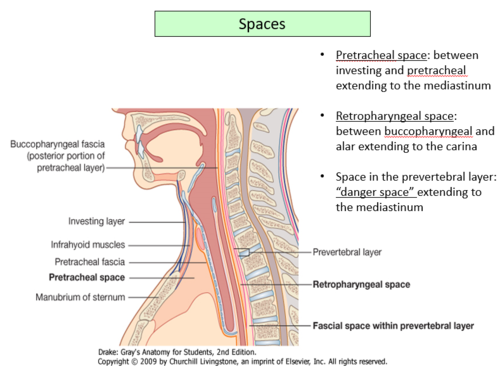 Spaces
• Pretracheal space: between
investing and pretracheal
extending to the mediastinum
• Retropharyngeal space:
between buccopharyngeal and
alar extending to the carina
• Space in the prevertebral layer:
“danger space” extending to
the mediastinum
Buccopharyngeal fascia
(posterior portion of
pretracheal layer)
Investing layer
Infrahyoid muscles
Pretracheal fascia
Pretracheal space
Manubrium of sternum
Prevertebral layer
Retropharyngeal space
Fascial space within prevertebral layer
Drake: Gray's Anatomy for Students, 2nd Edition.
Copyright © 2009 by Churchill Livingstone, an imprint of Elsevier, Inc. All rights reserved.